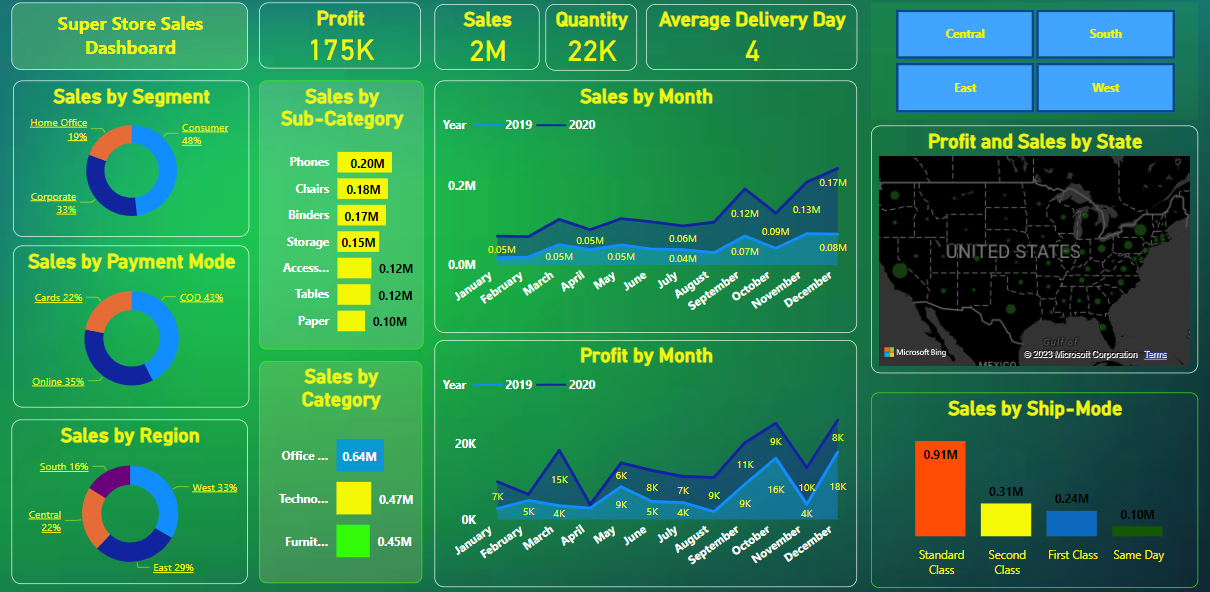 Super Store Sales
Dashboard
Profit
175K
Sales
2M
Quantity
22K
Average Delivery Day
4
Central
South
East
West
Sales by Segment
Home Office
19%
Consumer
48%
Corporate
33%
Sales by Payment Mode
Cards 22%
COD 43%
Online 35%
Sales by Region
South 16%
West 33%
Central
22%
East 29%
Sales by
Sub-Category
Phones 0.20M
Chairs 0.18M
Binders 0.17M
Storage 0.15M
Access... 0.12M
Tables 0.12M
Paper 0.10M
Sales by
Category
Office ... 0.64M
Techno... 0.47M
Furnit... 0.45M
Sales by Month
Year 2019 2020
0.2M
0.0M
0.17M
0.12M
0.13M
0.09M
0.05M
0.05M
0.06M
0.05M
0.05M
0.04M
0.07M
0.08M
January
February
March
April
May
June
July
August
September
October
November
December
Profit by Month
Year 2019 2020
20K
0K
7K
15K
6K
8K
7K
9K
11K
9K
10K
8K
5K
4K
9K
5K
4K
9K
16K
4K
18K
January
February
March
April
May
June
July
August
September
October
November
December
Profit and Sales by State
UNITED STATES
Gulf of
MEXICO
Microsoft Bing
© 2023 Microsoft Corporation Terms
Sales by Ship-Mode
0.91M
0.31M
0.24M
0.10M
Standard
Class
Second
Class
First Class
Same Day